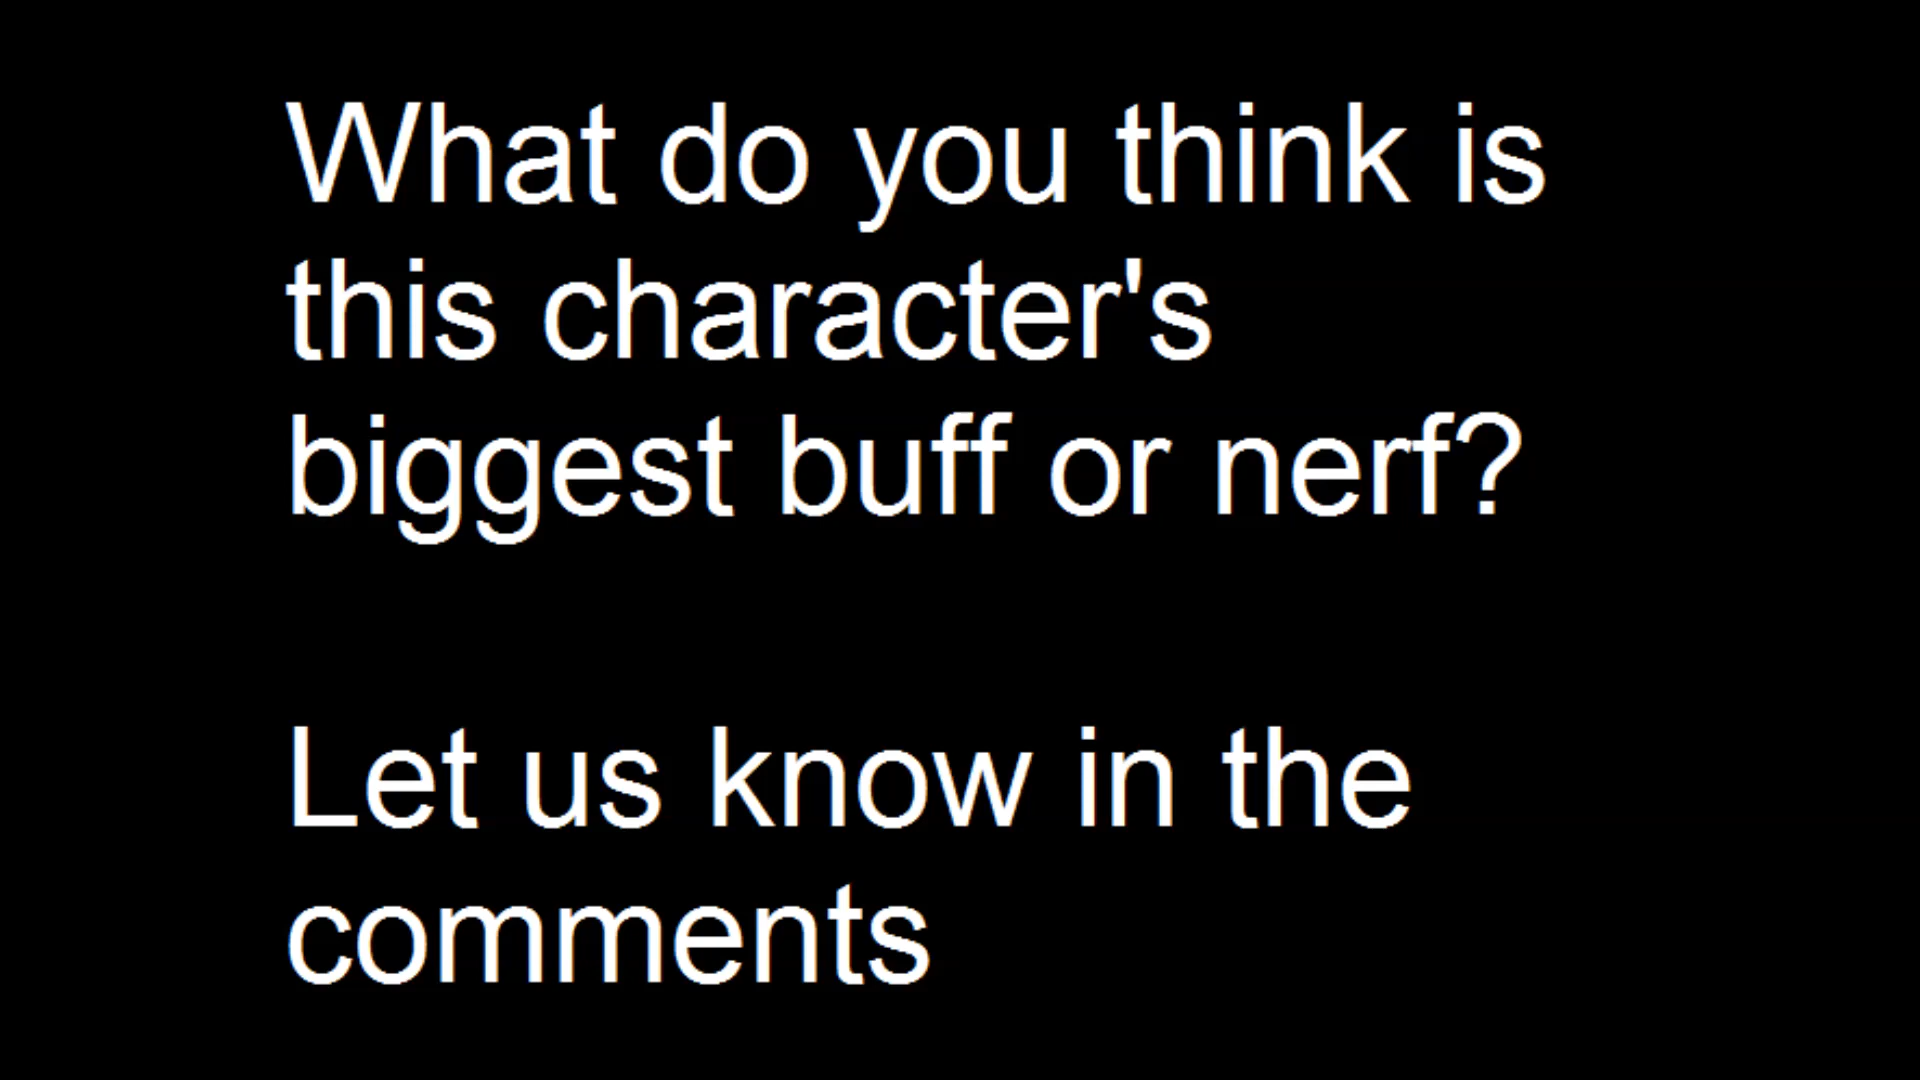 What do you think is
this character's
biggest buff or nerf?
Let us know in the
comments